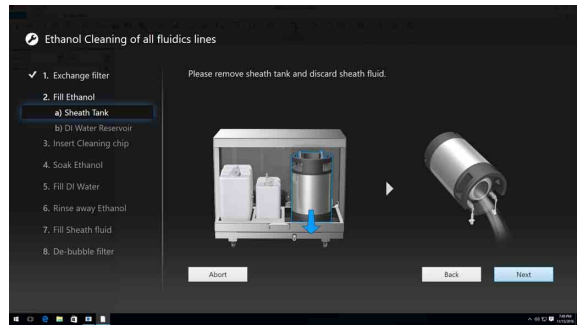 Ethanol Cleaning of all fluidics lines
1. Exchange filter
2. Fill Ethanol
a) Sheath Tank
b) DI Water Reservoir
3. Insert Cleaning chip
4. Soak Ethanol
5. Fill DI Water
6. Rinse away Ethanol
7. Fill Sheath fluid
8. De-bubble filter
Please remove sheath tank and discard sheath fluid.
Abort
Back
Next